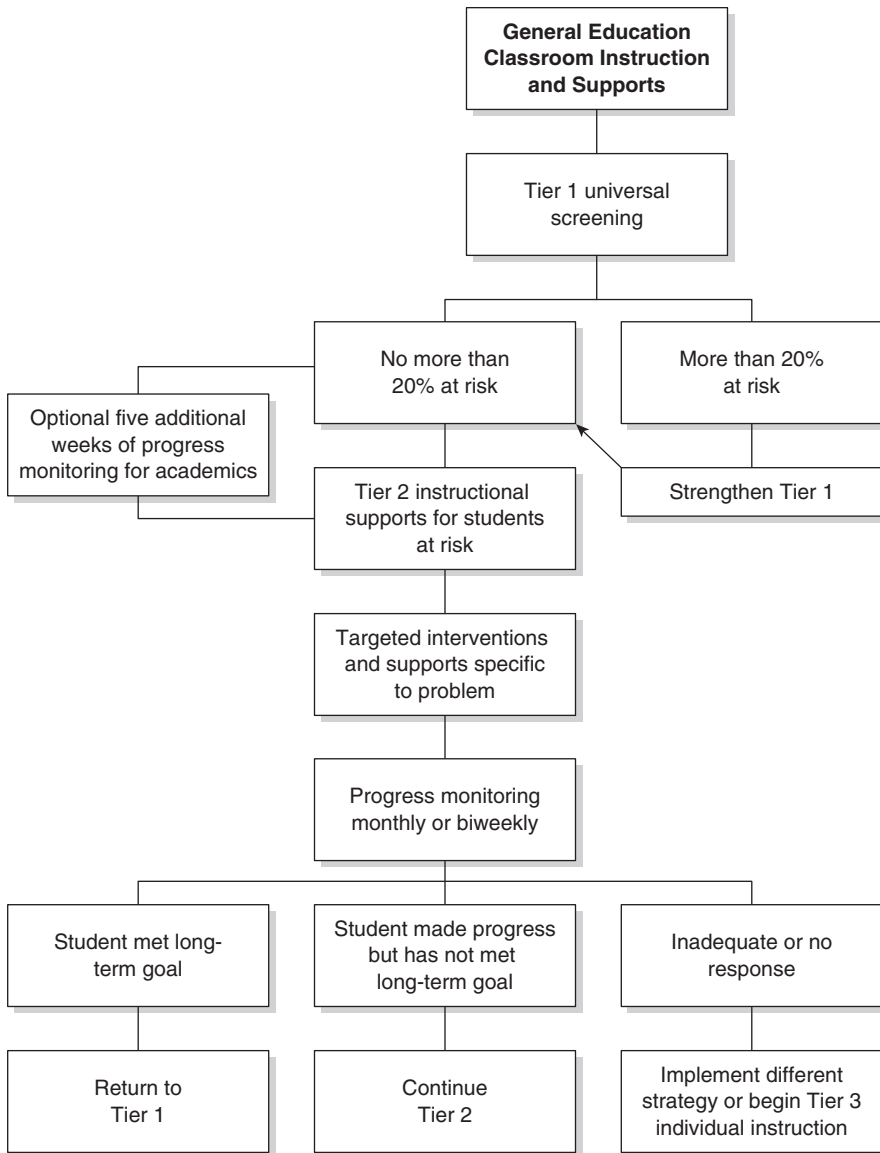 General Education
Classroom Instruction
and Supports
Tier 1 universal
screening
No more than
20% at risk
More than 20%
at risk
Optional five additional
weeks of progress
monitoring for academics
Tier 2 instructional
supports for students
at risk
Strengthen Tier 1
Targeted interventions
and supports specific
to problem
Progress monitoring
monthly or biweekly
Student met long-
term goal
Student made progress
but has not met
long-term goal
Inadequate or no
response
Return to
Tier 1
Continue
Tier 2
Implement different
strategy or begin Tier 3
individual instruction